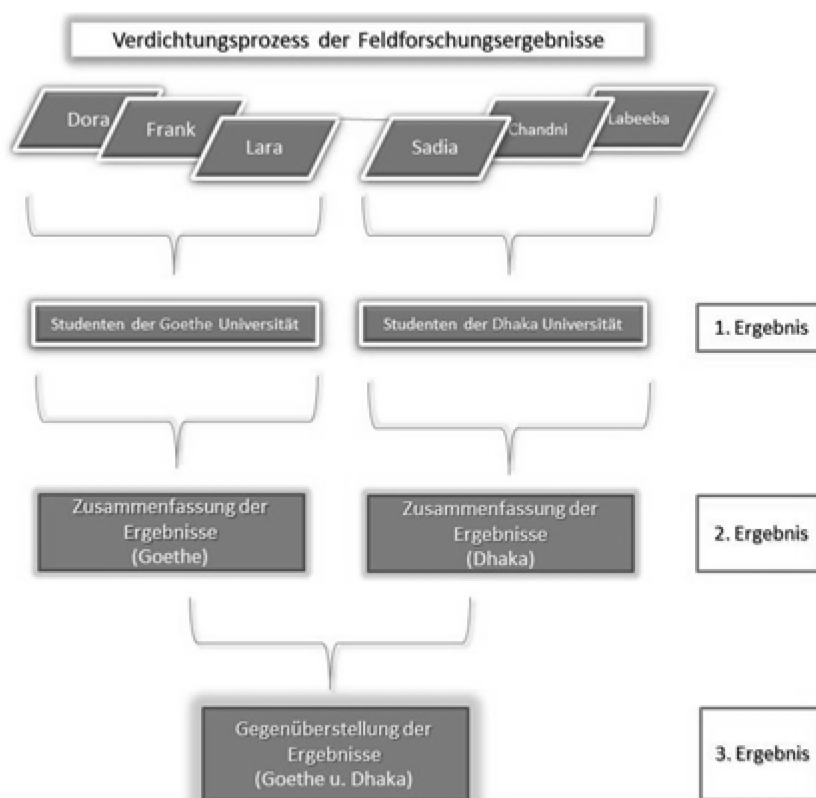 Verdichtungsprozess der Feldforschungsergebnisse
Dora
Frank
Lara
Sadia
Chandni
Labeeba
Studenten der Goethe Universität
Studenten der Dhaka Universität
1. Ergebnis
Zusammenfassung der
Ergebnisse
(Goethe)
Zusammenfassung der
Ergebnisse
(Dhaka)
2. Ergebnis
Gegenüberstellung der
Ergebnisse
(Goethe u. Dhaka)
3. Ergebnis